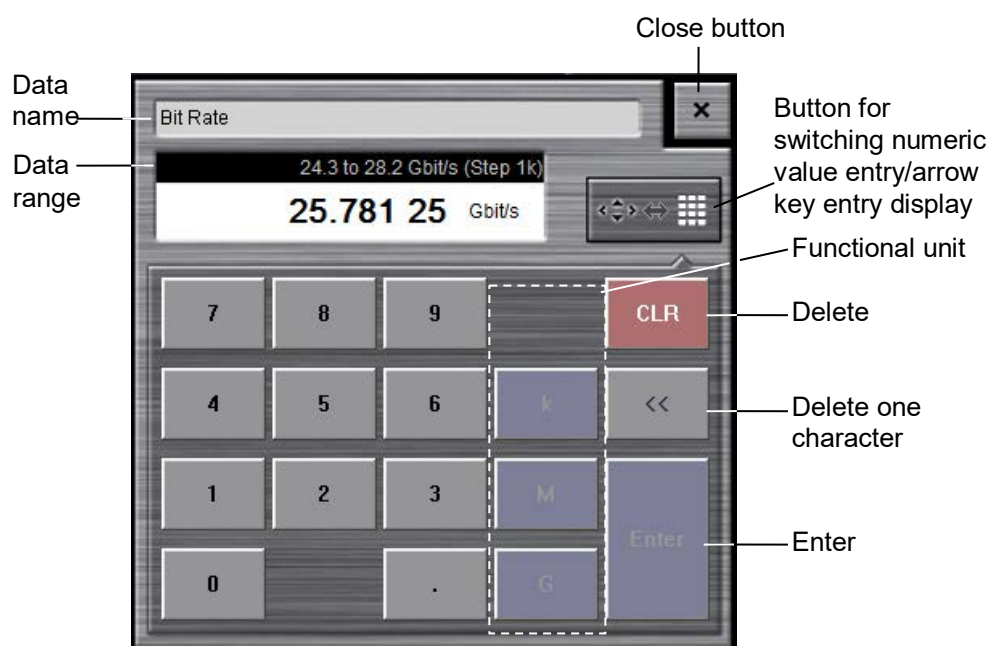 Close button
Data
name
Bit Rate
×
Button for
switching numeric
value entry/arrow
key entry display
Data
range
24.3 to 28.2 Gbit/s (Step 1k)
25.781 25 Gbit/s
Functional unit
7 8 9 CLR
Delete
4 5 6 k <<
Delete one
character
1 2 3 M
Enter
Enter
0 . G